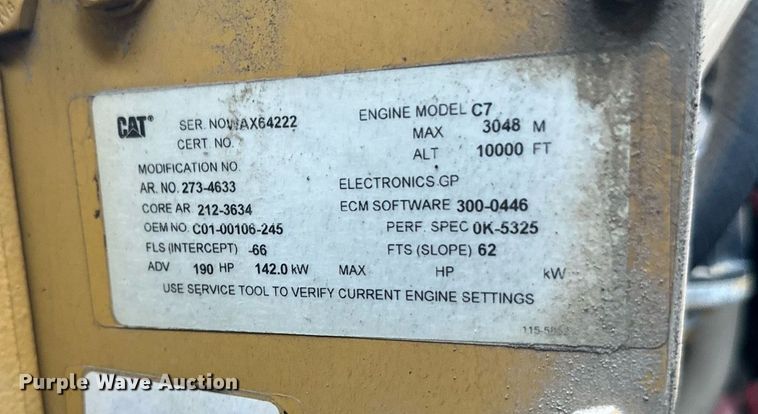 CAT®
SER. NO. WAX64222 ENGINE MODEL C7
CERT. NO. MAX 3048 M
ALT 10000 FT
MODIFICATION NO.
AR. NO. 273-4633 ELECTRONICS GP
CORE AR 212-3634 ECM SOFTWARE 300-0446
OEM NO. C01-00106-245 PERF. SPEC 0K-5325
FLS (INTERCEPT) -66 FTS (SLOPE) 62
ADV 190 HP 142.0 kW MAX HP kW
USE SERVICE TOOL TO VERIFY CURRENT ENGINE SETTINGS
Purple Wave Auction